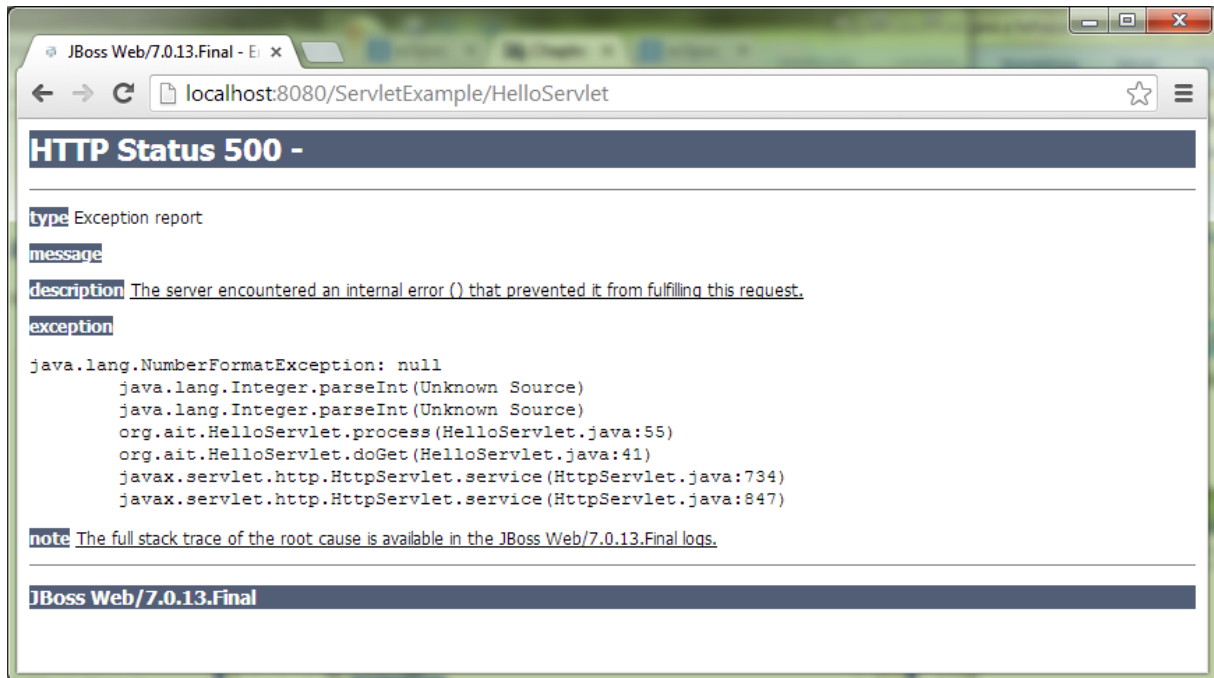 JBoss Web/7.0.13.Final - E
localhost:8080/ServletExample/HelloServlet
HTTP Status 500 -
type Exception report
message
description The server encountered an internal error () that prevented it from fulfilling this request.
exception
java.lang.NumberFormatException: null
java.lang.Integer.parseInt(Unknown Source)
java.lang.Integer.parseInt(Unknown Source)
org.ait.HelloServlet.process(HelloServlet.java:55)
org.ait.HelloServlet.doGet(HelloServlet.java:41)
javax.servlet.http.HttpServlet.service(HttpServlet.java:734)
javax.servlet.http.HttpServlet.service(HttpServlet.java:847)
note The full stack trace of the root cause is available in the JBoss Web/7.0.13.Final logs.
JBoss Web/7.0.13.Final